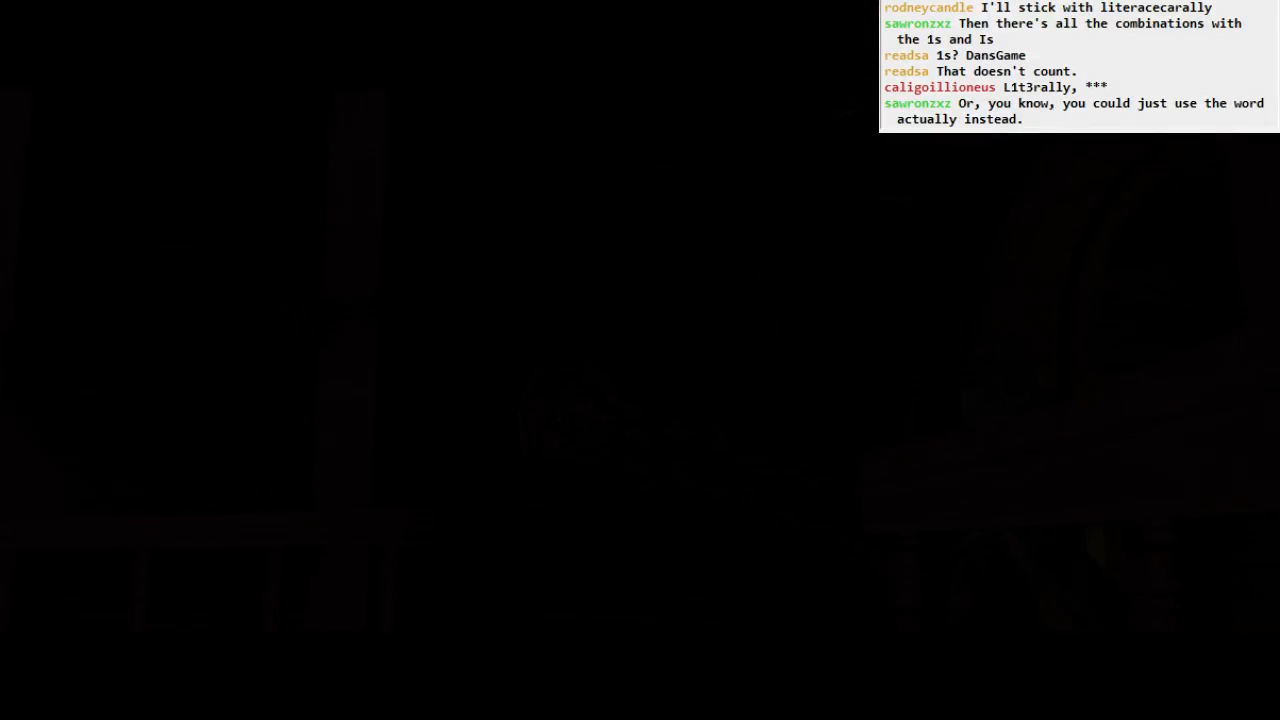 rodneycandle I'll stick with literacecarally
sawronzxz Then there's all the combinations with
the 1s and Is
readsa 1s? DansGame
readsa That doesn't count.
caligoillioneus L1t3rally, ***
sawronzxz Or, you know, you could just use the word
actually instead.